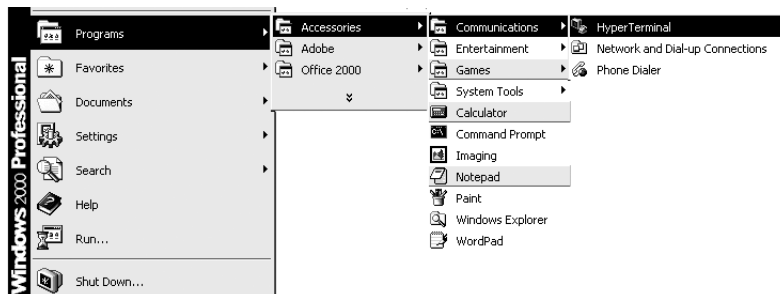 Windows 2000 Professional
Programs
Favorites
Documents
Settings
Search
Help
Run...
Shut Down...
Accessories
Adobe
Office 2000
Communications
Entertainment
Games
System Tools
Calculator
Command Prompt
Imaging
Notepad
Paint
Windows Explorer
WordPad
HyperTerminal
Network and Dial-up Connections
Phone Dialer